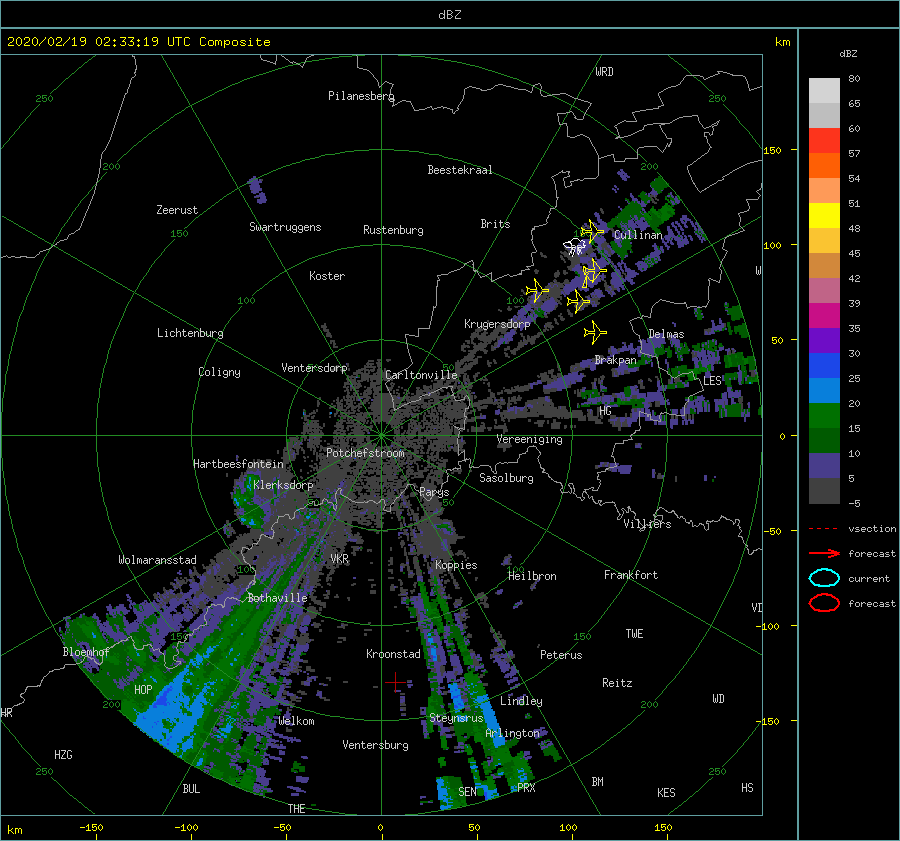 dBZ
2020/02/19 02:33:19 UTC Composite
km
dBZ
WRD
250
Pilanesberg
250
80
65
60
57
54
51
48
45
42
39
35
30
25
20
15
10
5
-5
vsection
forecast
current
forecast
150
100
50
0
-50
-100
-150
200
Beestekraal
200
Zeerust
150
Swartruggens
Rustenburg
Brits
Cullinan
W
Koster
100
100
Krugersdorp
Lichtenburg
Delmas
Brakpan
Coligny
Ventersdorp
Carltonville
LES
HG
Vereeniging
Potchefstroom
Hartbeesfontein
Klerksdorp
Sasolburg
Parys
50
50
Villiers
VKR
Wolmaransstad
100
Koppies
100
Heilbron
Frankfort
Bothaville
VI
150
150
TWE
Bloemhof
Kroonstad
Peterus
HOP
Reitz
WD
200
Lindley
200
HR
Welkom
Steynsrus
Arlington
Ventersburg
HZG
250
250
BUL
THE
SEN
PRX
BM
KES
HS
km
-150
-100
-50
0
50
100
150